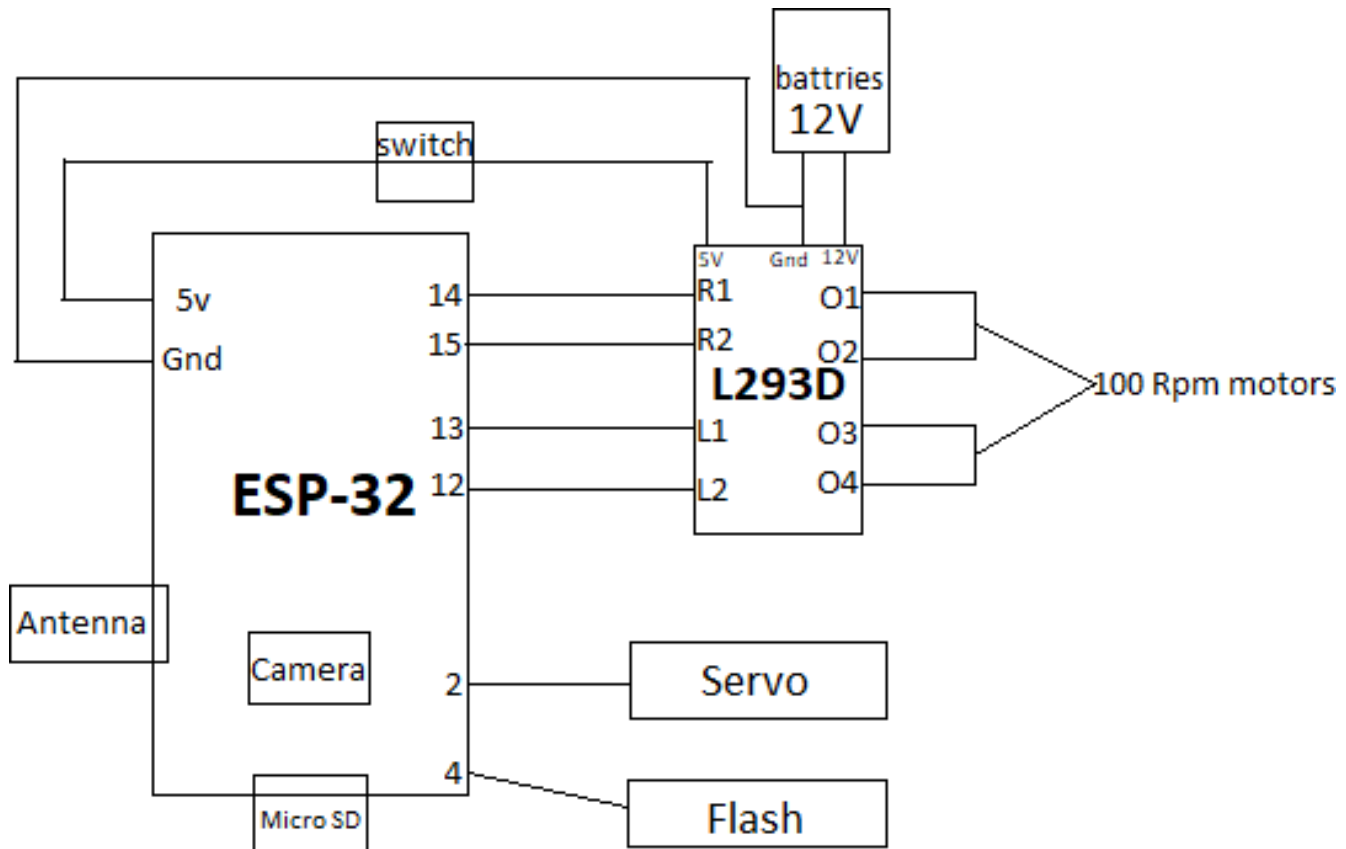 battries
12V
switch
5V Gnd 12V
5v
Gnd
14
15
13
12
R1
R2
L1
L2
O1
O2
O3
O4
L293D
100 Rpm motors
ESP-32
Antenna
Camera
2
Servo
4
Flash
Micro SD